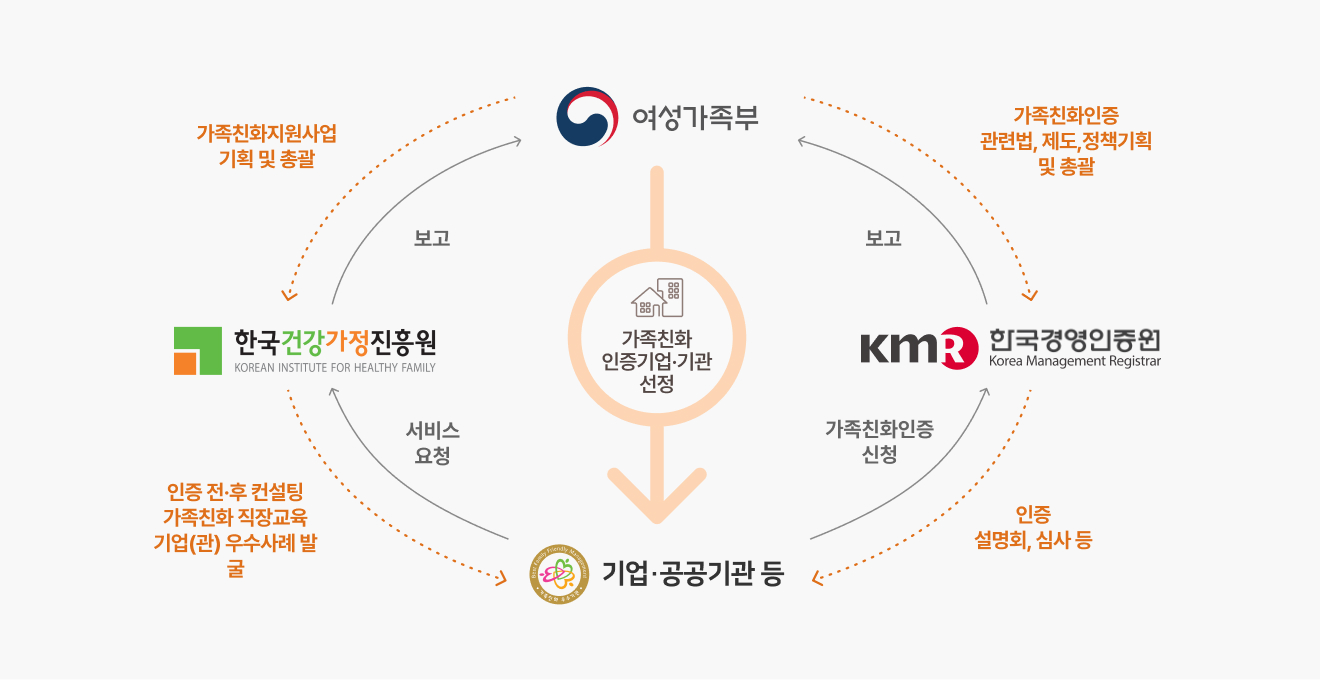 여성가족부
가족친화지원사업
기획 및 총괄
가족친화인증
관련법, 제도,정책기획
및 총괄
보고
보고
한국건강가정진흥원
KOREAN INSTITUTE FOR HEALTHY FAMILY
가족친화
인증기업·기관
선정
KMR 한국경영인증원
Korea Management Registrar
서비스
요청
가족친화인증
신청
인증 전·후 컨설팅
가족친화 직장교육
기업(관) 우수사례 발
굴
인증
설명회, 심사 등
기업·공공기관 등